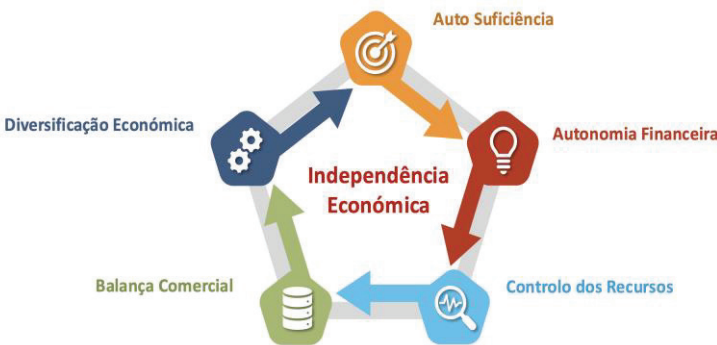 Auto Suficiência
Diversificação Económica
Autonomia Financeira
Independência
Económica
Balança Comercial
Controlo dos Recursos